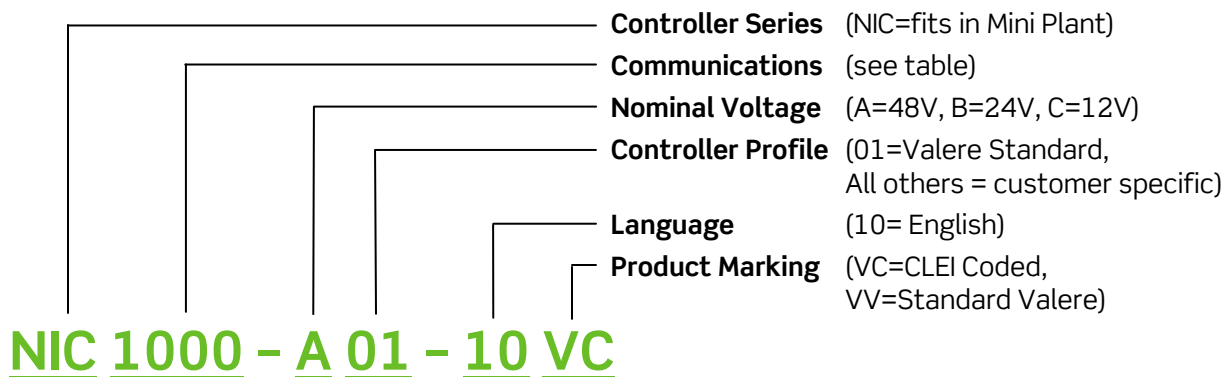 Controller Series (NIC=fits in Mini Plant)
Communications (see table)
Nominal Voltage (A=48V, B=24V, C=12V)
Controller Profile (01=Valere Standard,
All others = customer specific)
Language (10= English)
Product Marking (VC=CLEI Coded,
VV=Standard Valere)
NIC 1000 – A 01 – 10 VC